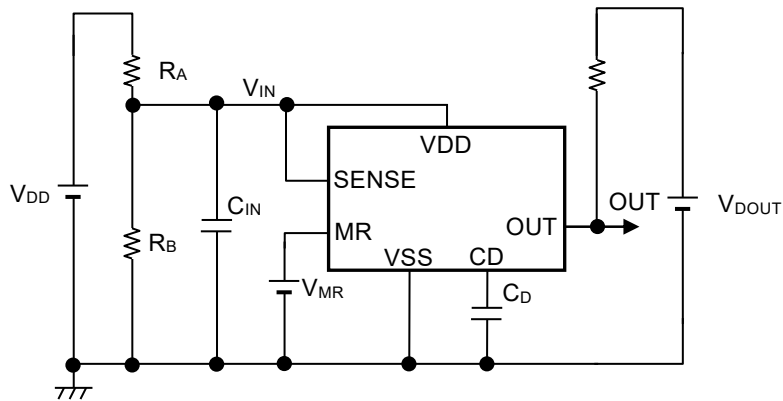 RA
VIN
VDD
SENSE
VDD
CIN
OUT
VDOUT
RB
MR
OUT
VSS
CD
VMR
CD